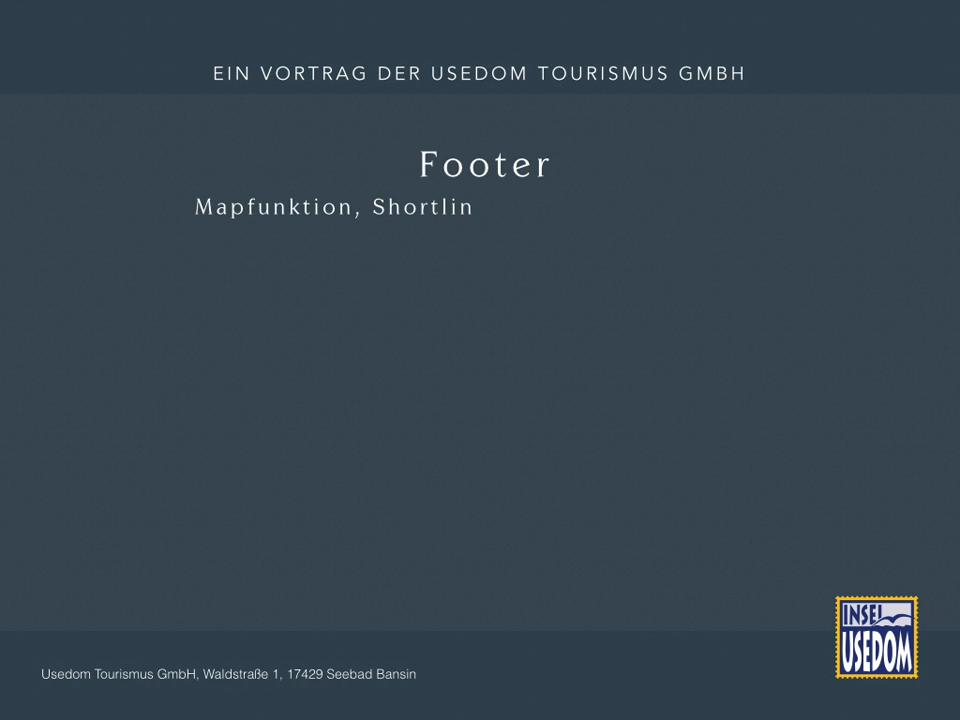 EIN VORTRAG DER USEDOM TOURISMUS GMBH
Footer
Mapfunktion, Shortlin
INSEL
USEDOM
Usedom Tourismus GmbH, Waldstraße 1, 17429 Seebad Bansin